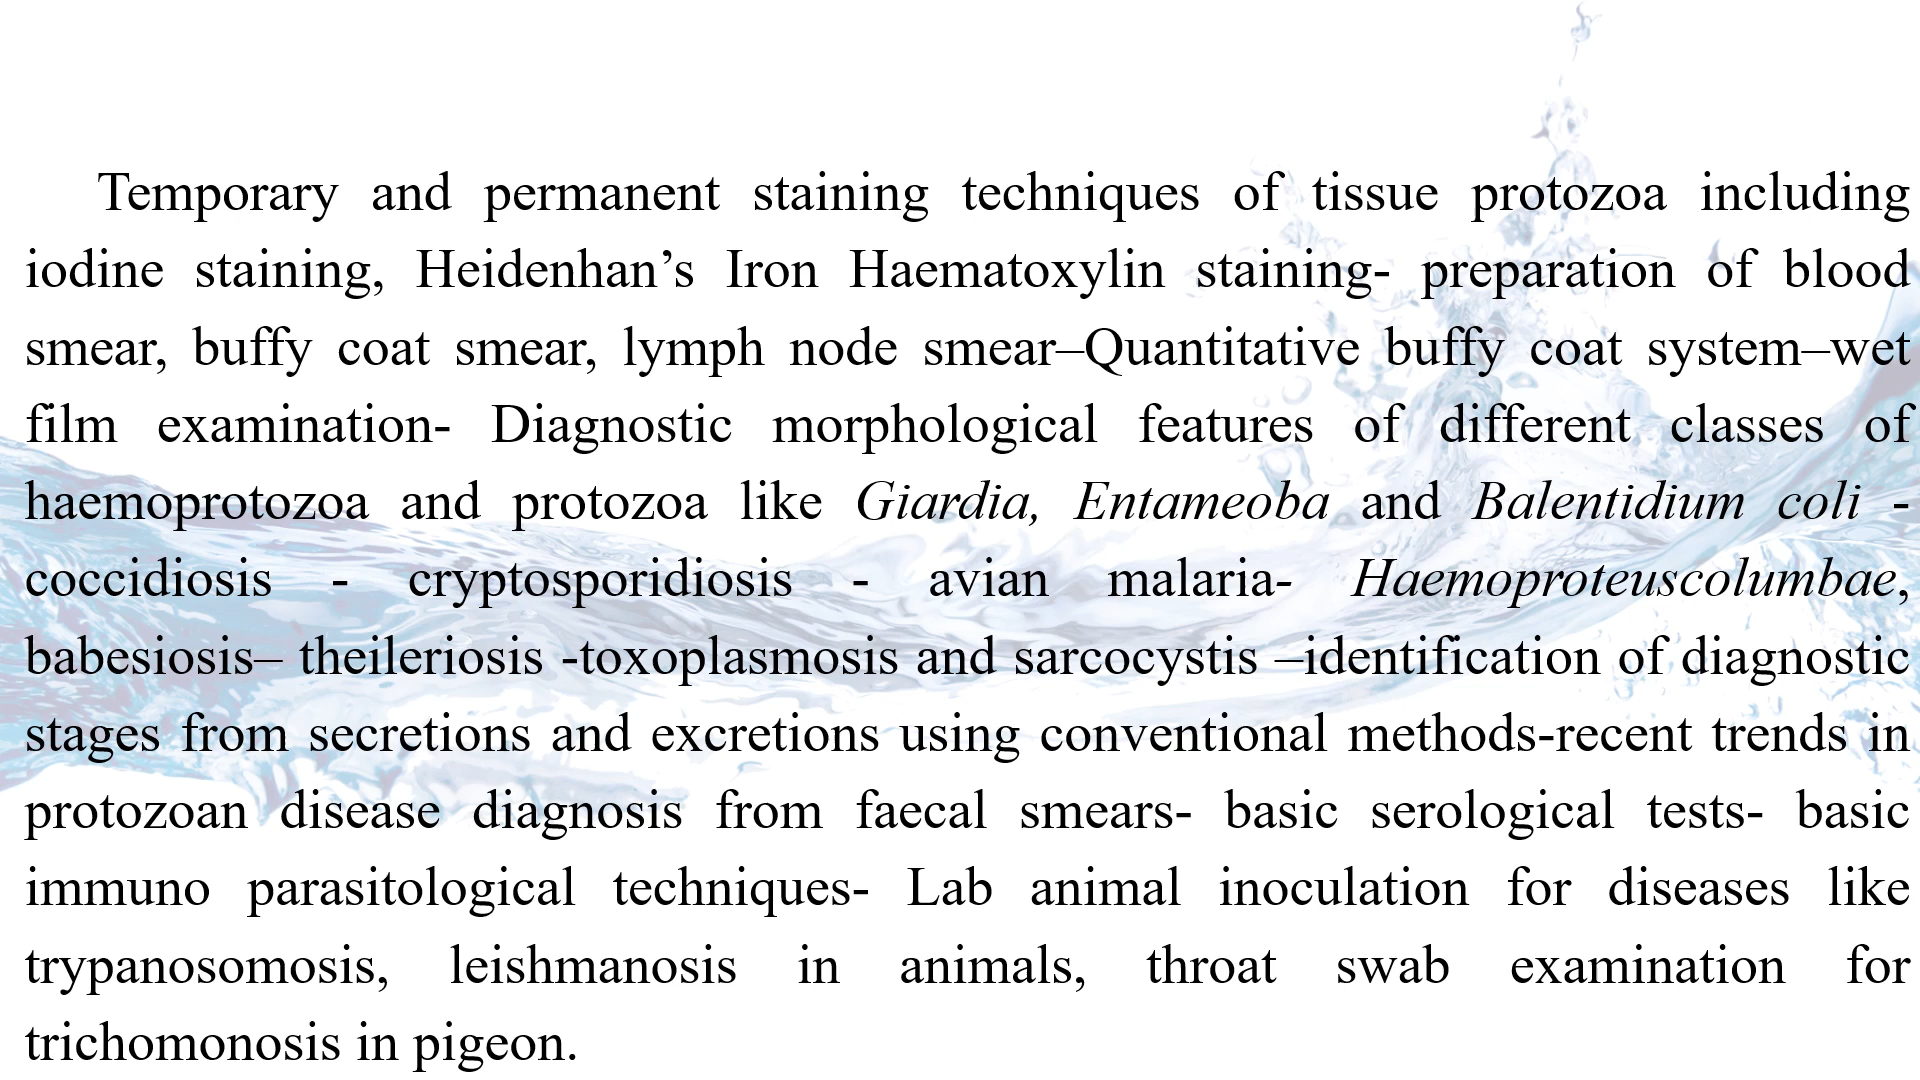 Temporary and permanent staining techniques of tissue protozoa including
iodine staining, Heidenhan’s Iron Haematoxylin staining- preparation of blood
smear, buffy coat smear, lymph node smear–Quantitative buffy coat system–wet
film examination- Diagnostic morphological features of different classes of
haemoprotozoa and protozoa like Giardia, Entameoba and Balentidium coli -
coccidiosis - cryptosporidiosis - avian malaria- Haemoproteuscolumbae,
babesiosis– theileriosis -toxoplasmosis and sarcocystis –identification of diagnostic
stages from secretions and excretions using conventional methods-recent trends in
protozoan disease diagnosis from faecal smears- basic serological tests- basic
immuno parasitological techniques- Lab animal inoculation for diseases like
trypanosomosis, leishmanosis in animals, throat swab examination for
trichomonosis in pigeon.